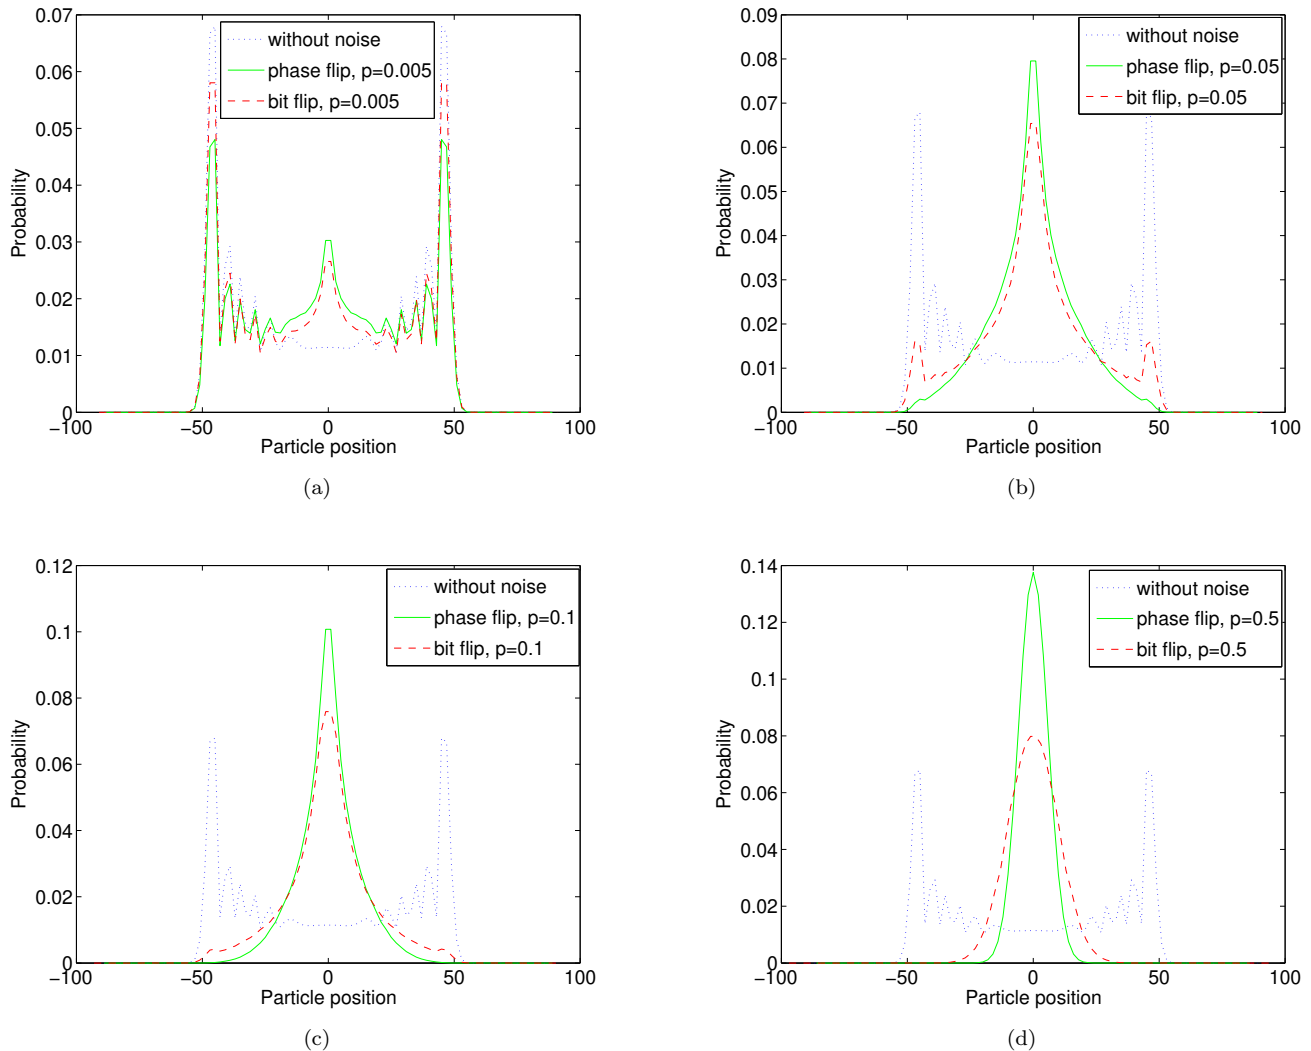 0.07
0.06
0.05
0.04
0.03
0.02
0.01
0
Probability
without noise
phase flip, p=0.005
bit flip, p=0.005
−100
−50
0
50
100
Particle position
(a)
0.09
0.08
0.07
0.06
0.05
0.04
0.03
0.02
0.01
0
Probability
without noise
phase flip, p=0.05
bit flip, p=0.05
−100
−50
0
50
100
Particle position
(b)
0.12
0.1
0.08
0.06
0.04
0.02
0
Probability
without noise
phase flip, p=0.1
bit flip, p=0.1
−100
−50
0
50
100
Particle position
(c)
0.14
0.12
0.1
0.08
0.06
0.04
0.02
0
Probability
without noise
phase flip, p=0.5
bit flip, p=0.5
−100
−50
0
50
100
Particle position
(d)